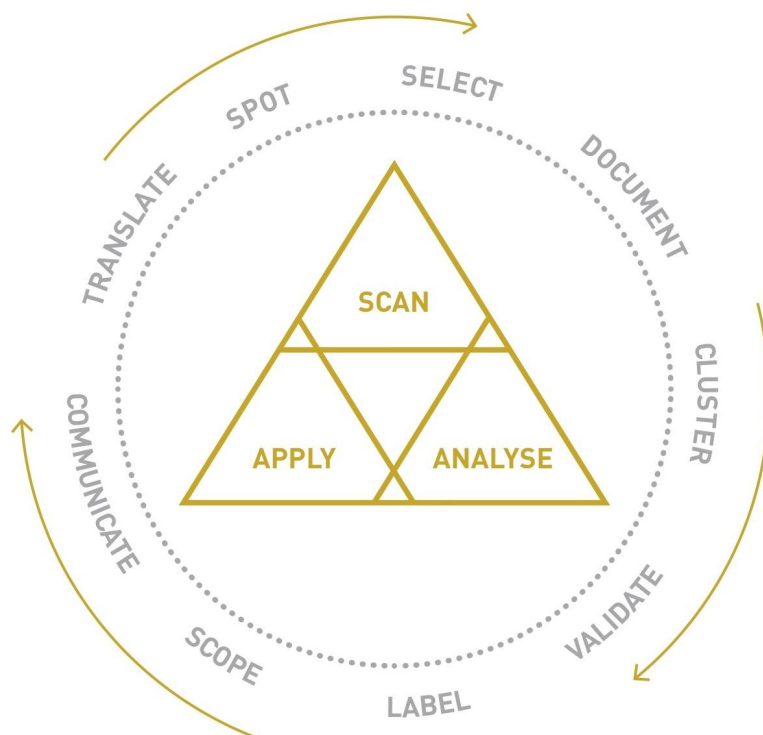 SPOT
SELECT
DOCUMENT
CLUSTER
VALIDATE
LABEL
SCOPE
COMMUNICATE
TRANSLATE
SCAN
APPLY
ANALYSE